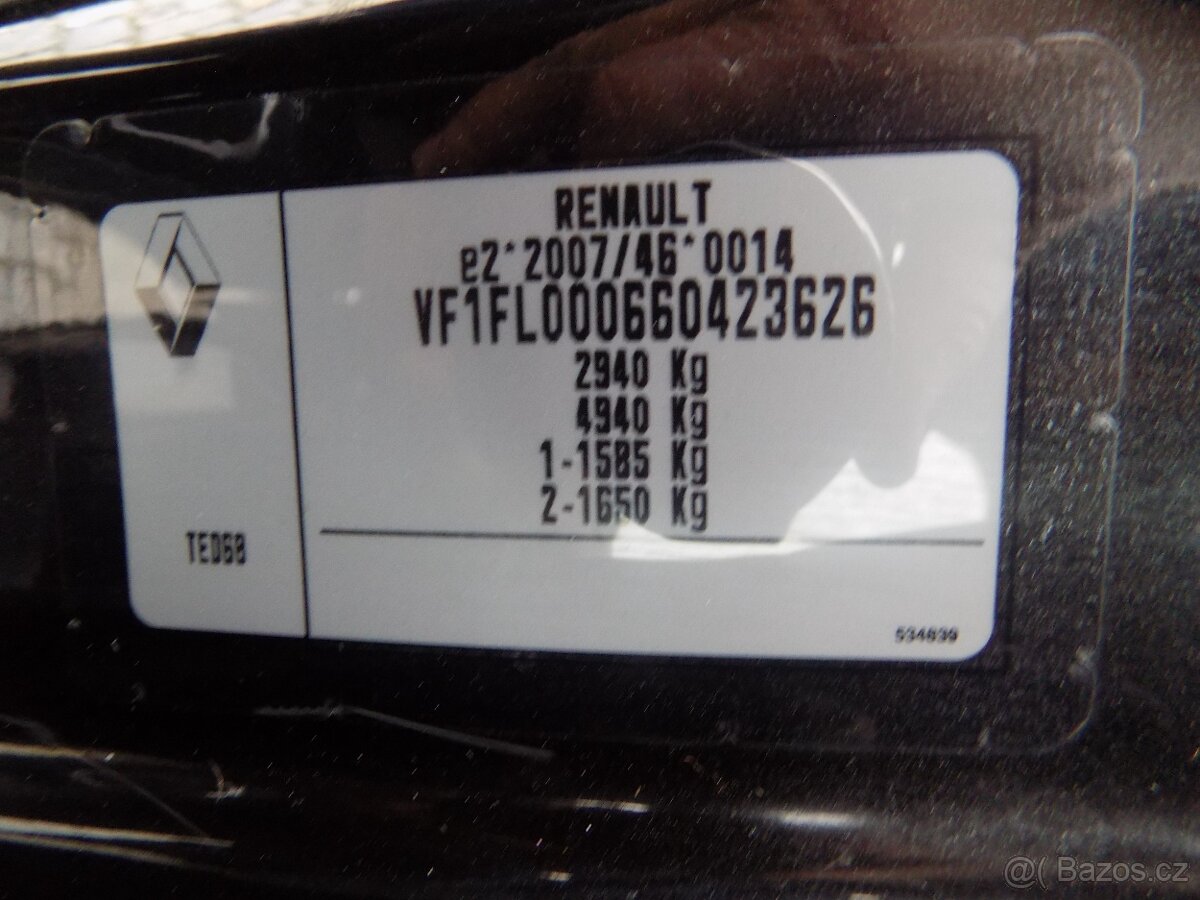 RENAULT
e2*2007/46*0014
VF1FL000660423626
2940 Kg
4940 Kg
1-1585 Kg
2-1650 Kg
TED68
534839
@( Bazos.cz